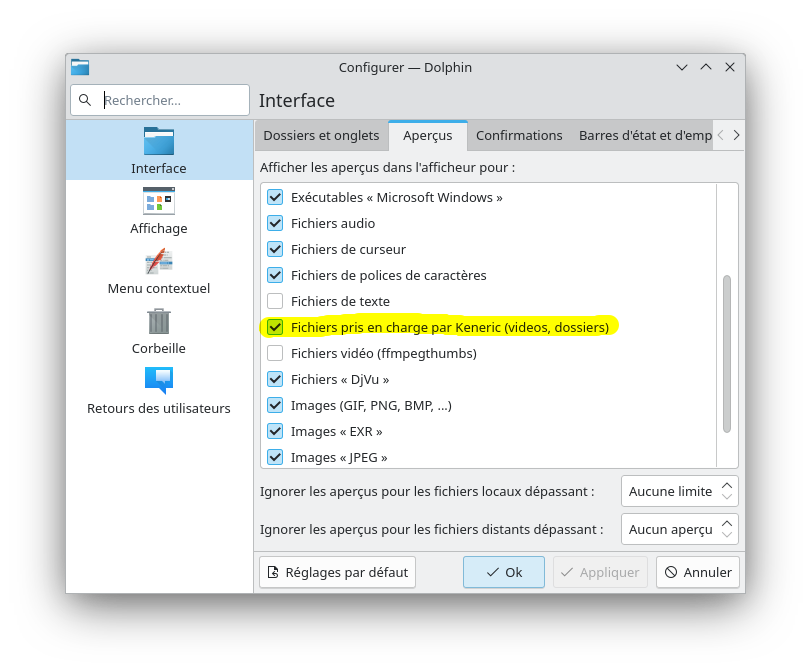 Configurer — Dolphin
Rechercher...
Interface
Interface
Affichage
Menu contextuel
Corbeille
Retours des utilisateurs
Dossiers et onglets
Aperçus
Confirmations
Barres d'état et d'emp
Afficher les aperçus dans l'afficheur pour :
Exécutables « Microsoft Windows »
Fichiers audio
Fichiers de curseur
Fichiers de polices de caractères
Fichiers de texte
Fichiers pris en charge par Keneric (videos, dossiers)
Fichiers vidéo (ffmpegthumbs)
Fichiers « DjVu »
Images (GIF, PNG, BMP, ...)
Images « EXR »
Images « JPEG »
Ignorer les aperçus pour les fichiers locaux dépassant :
Aucune limite
Ignorer les aperçus pour les fichiers distants dépassant :
Aucun aperçu
Réglages par défaut
Ok
Appliquer
Annuler